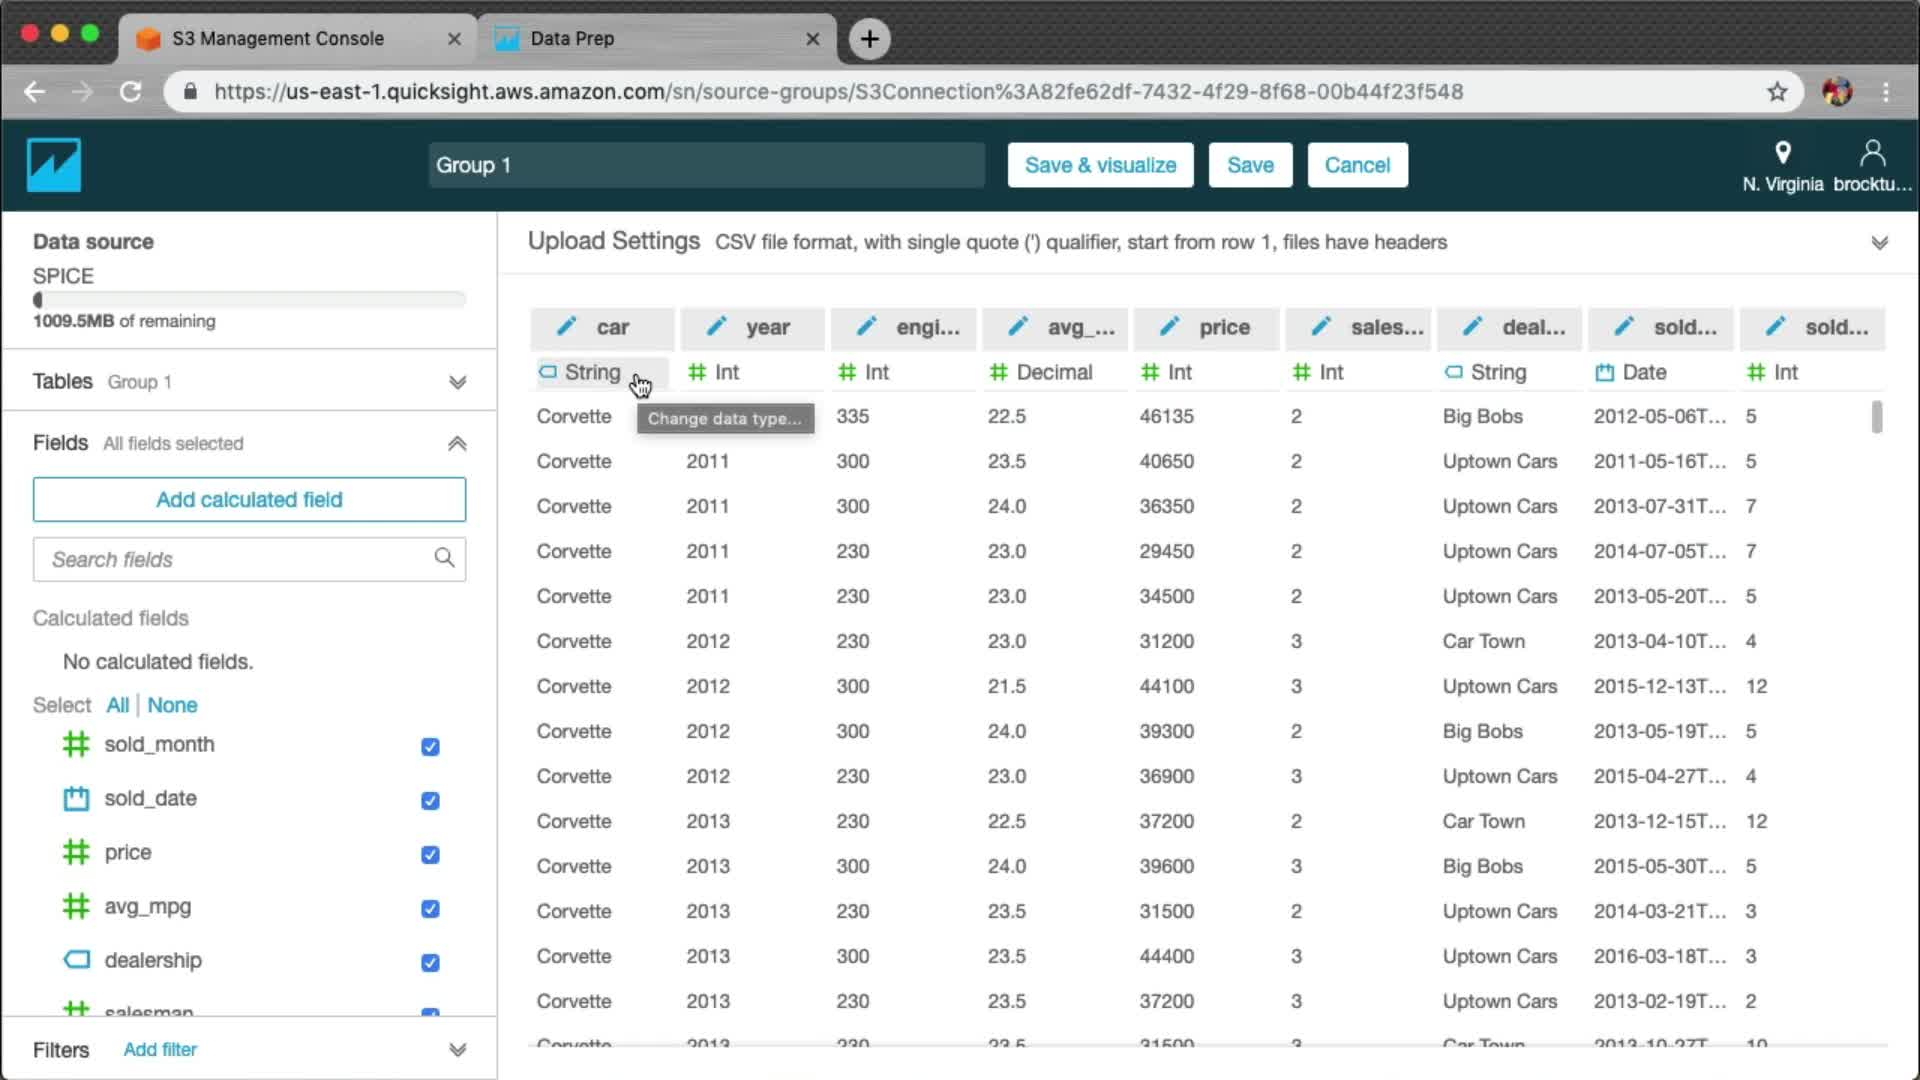 S3 Management Console
Data Prep
https://us-east-1.quicksight.aws.amazon.com/sn/source-groups/S3Connection%3A82fe62df-7432-4f29-8f68-00b44f23f548
Group 1
Save & visualize
Save
Cancel
N. Virginia
brocktu...
Data source
SPICE
1009.5MB of remaining
Tables Group 1
Fields All fields selected
Add calculated field
Search fields
Calculated fields
No calculated fields.
Select All | None
sold_month
sold_date
price
avg_mpg
dealership
salesman
Filters Add filter
Upload Settings CSV file format, with single quote (') qualifier, start from row 1, files have headers
car year engi... avg_... price sales... deal... sold... sold...
String Int Int Decimal Int Int String Date Int
Change data type...
Corvette 335 22.5 46135 2 Big Bobs 2012-05-06T... 5
Corvette 2011 300 23.5 40650 2 Uptown Cars 2011-05-16T... 5
Corvette 2011 300 24.0 36350 2 Uptown Cars 2013-07-31T... 7
Corvette 2011 230 23.0 29450 2 Uptown Cars 2014-07-05T... 7
Corvette 2011 230 23.0 34500 2 Uptown Cars 2013-05-20T... 5
Corvette 2012 230 23.0 31200 3 Car Town 2013-04-10T... 4
Corvette 2012 300 21.5 44100 3 Uptown Cars 2015-12-13T... 12
Corvette 2012 300 24.0 39300 2 Big Bobs 2013-05-19T... 5
Corvette 2012 230 23.0 36900 3 Uptown Cars 2015-04-27T... 4
Corvette 2013 230 22.5 37200 2 Car Town 2013-12-15T... 12
Corvette 2013 300 24.0 39600 3 Big Bobs 2015-05-30T... 5
Corvette 2013 230 23.5 31500 2 Uptown Cars 2014-03-21T... 3
Corvette 2013 300 23.5 44400 3 Uptown Cars 2016-03-18T... 3
Corvette 2013 230 23.5 37200 3 Uptown Cars 2013-02-19T... 2
Corvette 2013 230 23.5 31500 3 Car Town 2013-10-27T... 10